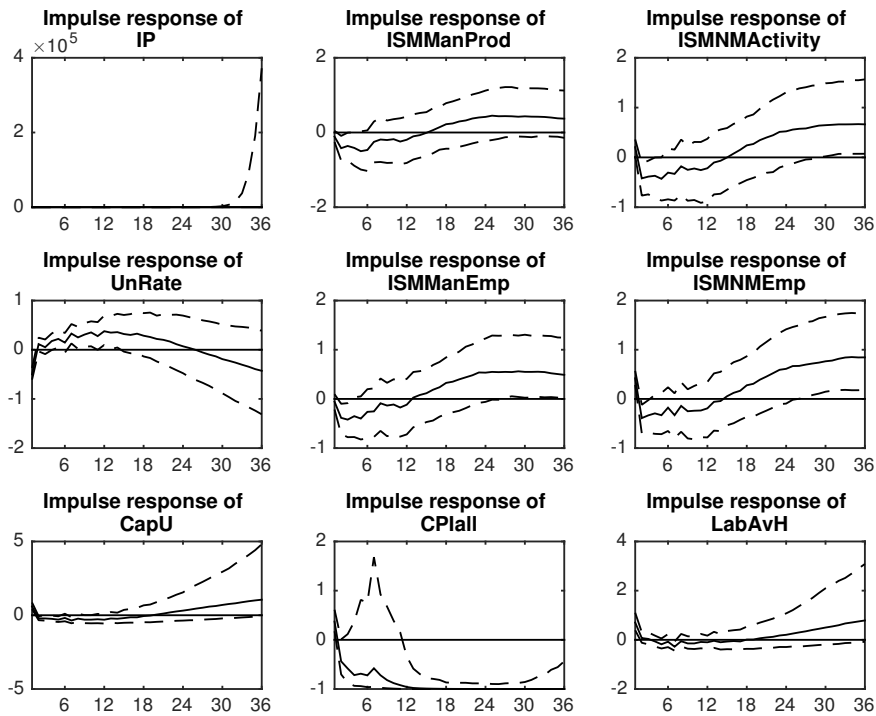 Impulse response of
IP
×10^5
4
2
0
6 12 18 24 30 36
Impulse response of
ISMManProd
2
0
-2
6 12 18 24 30 36
Impulse response of
ISMNMActivity
2
1
0
-1
6 12 18 24 30 36
Impulse response of
UnRate
1
0
-1
-2
6 12 18 24 30 36
Impulse response of
ISMManEmp
2
1
0
-1
6 12 18 24 30 36
Impulse response of
ISMNMEmp
2
1
0
-1
6 12 18 24 30 36
Impulse response of
CapU
5
0
-5
6 12 18 24 30 36
Impulse response of
CPIall
2
1
0
-1
6 12 18 24 30 36
Impulse response of
LabAvH
4
2
0
-2
6 12 18 24 30 36